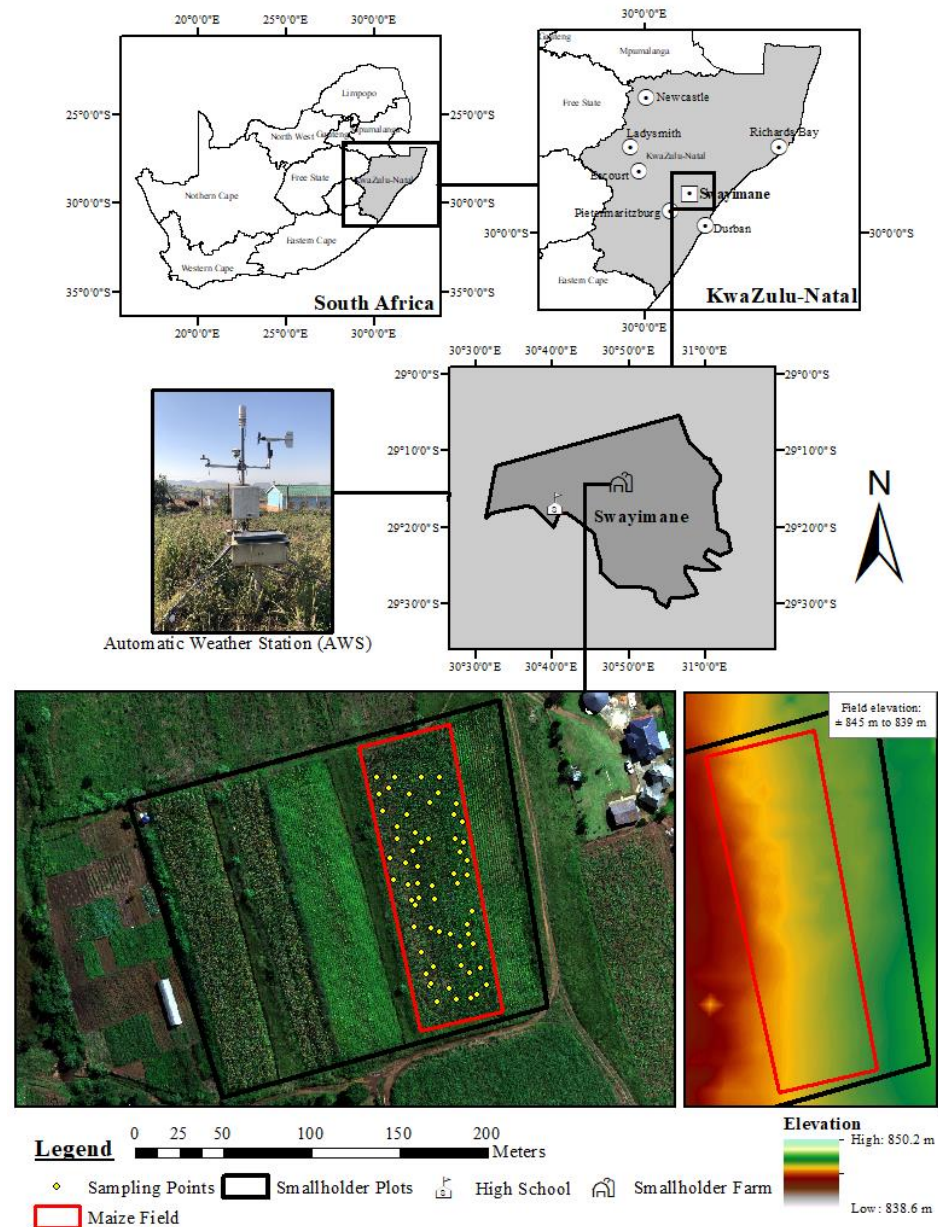 20°0'0"E 25°0'0"E 30°0'0"E
25°0'0"S
30°0'0"S
35°0'0"S
Limpopo
North West
Mpumalanga
Free State
KwaZulu-Natal
Nothern Cape
Eastern Cape
Western Cape
South Africa
20°0'0"E 25°0'0"E 30°0'0"E
25°0'0"S
30°0'0"S
35°0'0"S
30°0'0"E
Mpumalanga
Newcastle
Free State
Ladysmith
Richards Bay
KwaZulu-Natal
Escourt
Swayimane
Pietermaritzburg
Durban
30°0'0"S
Eastern Cape
KwaZulu-Natal
30°0'0"E
30°30'0"E 30°40'0"E 30°50'0"E 31°0'0"E
29°0'0"S 29°0'0"S
29°10'0"S 29°10'0"S
29°20'0"S 29°20'0"S
29°30'0"S 29°30'0"S
Swayimane
30°30'0"E 30°40'0"E 30°50'0"E 31°0'0"E
N
Automatic Weather Station (AWS)
Field elevation:
± 845 m to 839 m
Legend
0 25 50 100 150 200
Meters
Sampling Points
Smallholder Plots
High School
Smallholder Farm
Maize Field
Elevation
High: 850.2 m
Low: 838.6 m